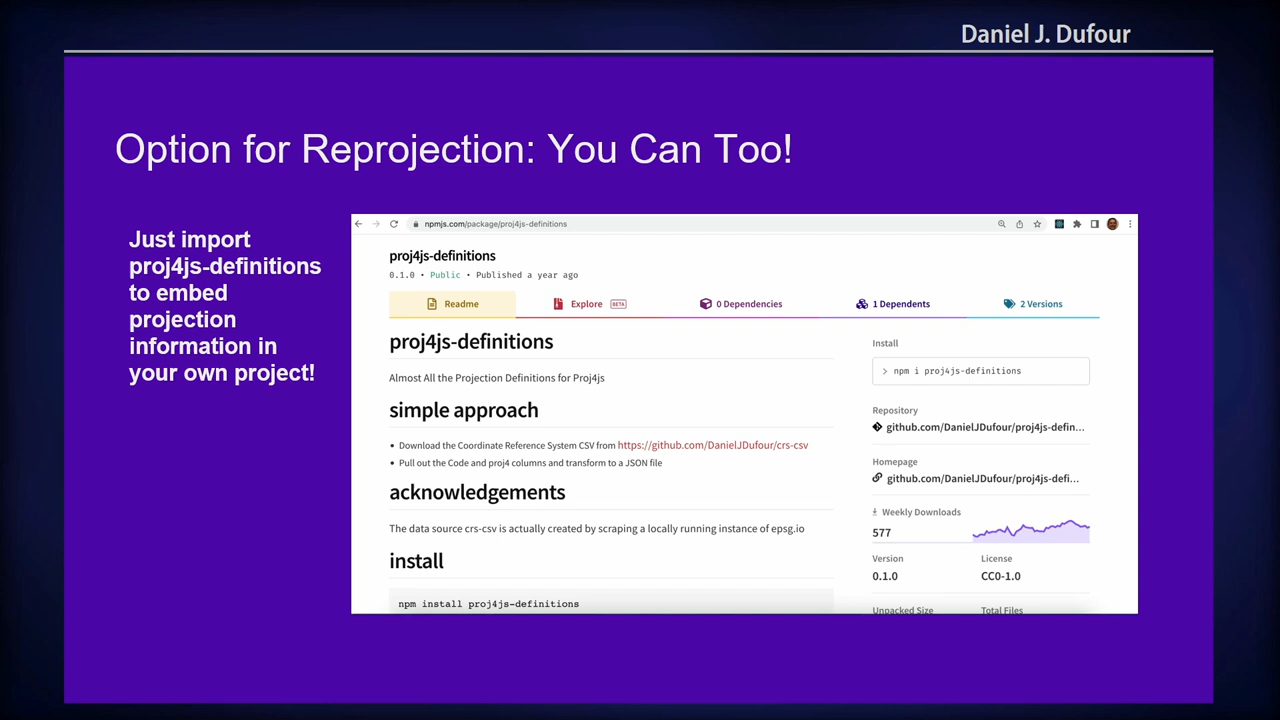 Daniel J. Dufour
Option for Reprojection: You Can Too!
Just import
proj4js-definitions
to embed
projection
information in
your own project!
npmjs.com/package/proj4js-definitions
proj4js-definitions
0.1.0 • Public • Published a year ago
Readme
Explore BETA
0 Dependencies
1 Dependents
2 Versions
proj4js-definitions
Almost All the Projection Definitions for Proj4js
simple approach
• Download the Coordinate Reference System CSV from https://github.com/DanielJDufour/crs-csv
• Pull out the Code and proj4 columns and transform to a JSON file
acknowledgements
The data source crs-csv is actually created by scraping a locally running instance of epsg.io
install
npm install proj4js-definitions
Install
> npm i proj4js-definitions
Repository
github.com/DanielJDufour/proj4js-defin...
Homepage
github.com/DanielJDufour/proj4js-defi...
Weekly Downloads
577
Version License
0.1.0 CC0-1.0
Unpacked Size Total Files